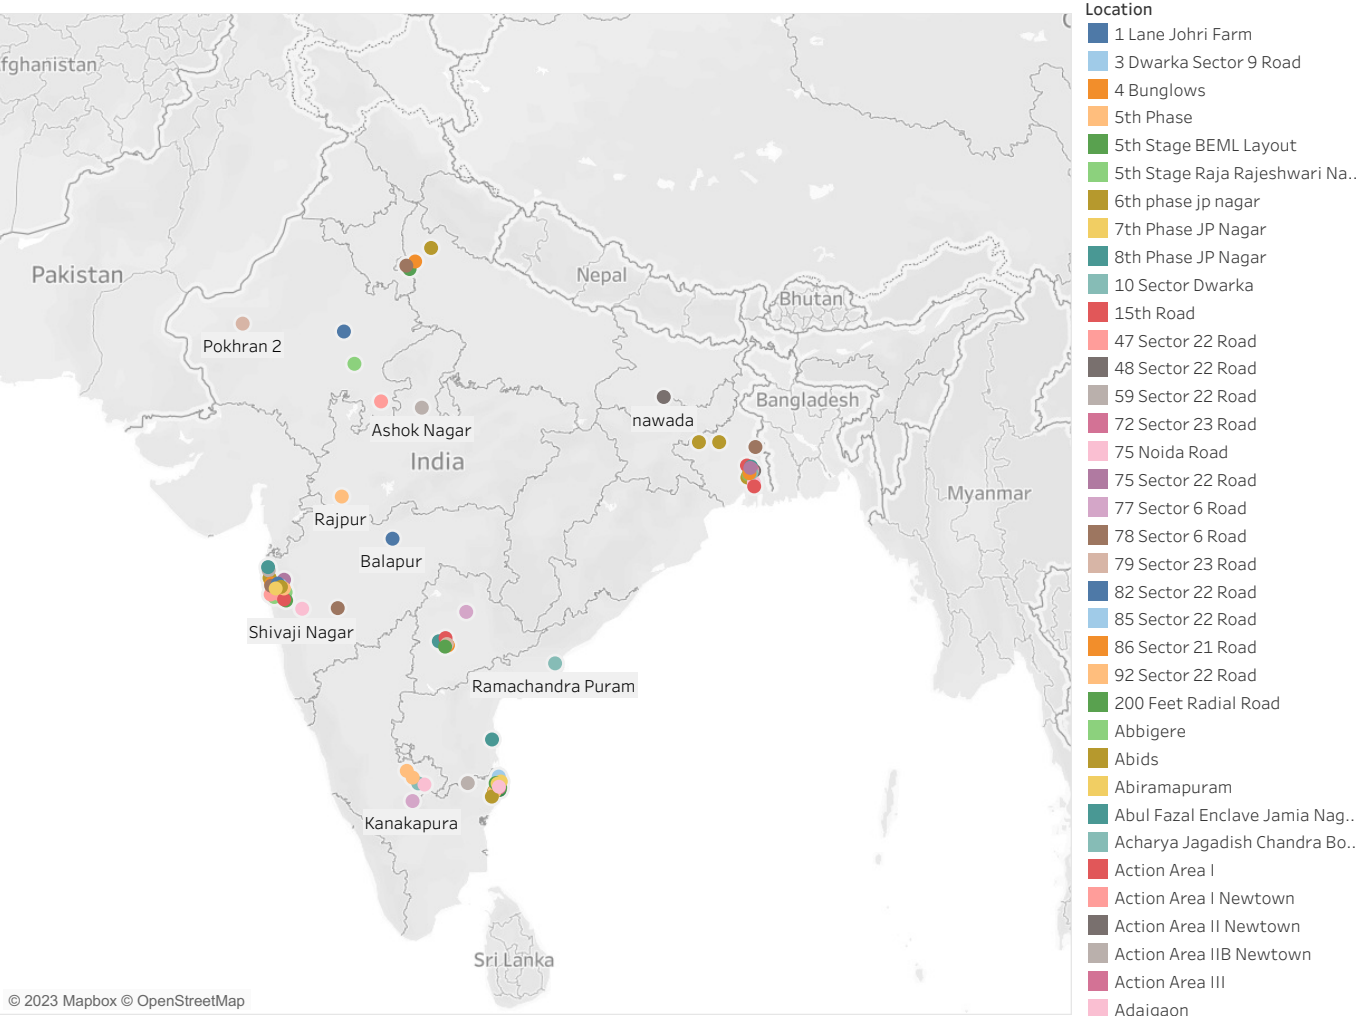 Location
1 Lane Johri Farm
3 Dwarka Sector 9 Road
4 Bunglows
5th Phase
5th Stage BEML Layout
5th Stage Raja Rajeshwari Na..
6th phase jp nagar
7th Phase JP Nagar
8th Phase JP Nagar
10 Sector Dwarka
15th Road
47 Sector 22 Road
48 Sector 22 Road
59 Sector 22 Road
72 Sector 23 Road
75 Noida Road
75 Sector 22 Road
77 Sector 6 Road
78 Sector 6 Road
79 Sector 23 Road
82 Sector 22 Road
85 Sector 22 Road
86 Sector 21 Road
92 Sector 22 Road
200 Feet Radial Road
Abbigere
Abids
Abiramapuram
Abul Fazal Enclave Jamia Nag..
Acharya Jagadish Chandra Bo..
Action Area I
Action Area I Newtown
Action Area II Newtown
Action Area IIB Newtown
Action Area III
Adaigaon
fghanistan
Pakistan
Nepal
Bhutan
Pokhran 2
nawada
Bangladesh
Ashok Nagar
India
Myanmar
Rajpur
Balapur
Shivaji Nagar
Ramachandra Puram
Kanakapura
Sri Lanka
© 2023 Mapbox © OpenStreetMap